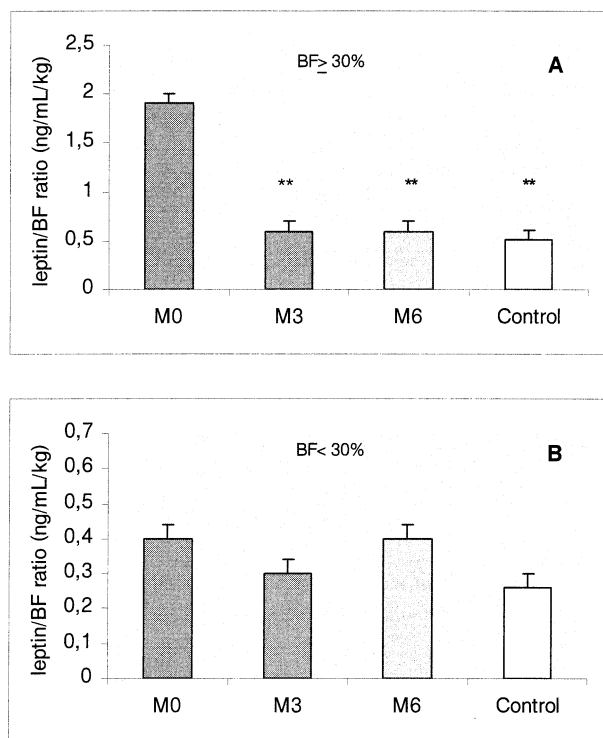 2,5
2
1,5
1
0,5
0
leptin/BF ratio (ng/mL/kg)
BF≥ 30%
A
** ** **
M0 M3 M6 Control
0,7
0,6
0,5
0,4
0,3
0,2
0,1
0
leptin/BF ratio (ng/mL/kg)
BF< 30%
B
M0 M3 M6 Control